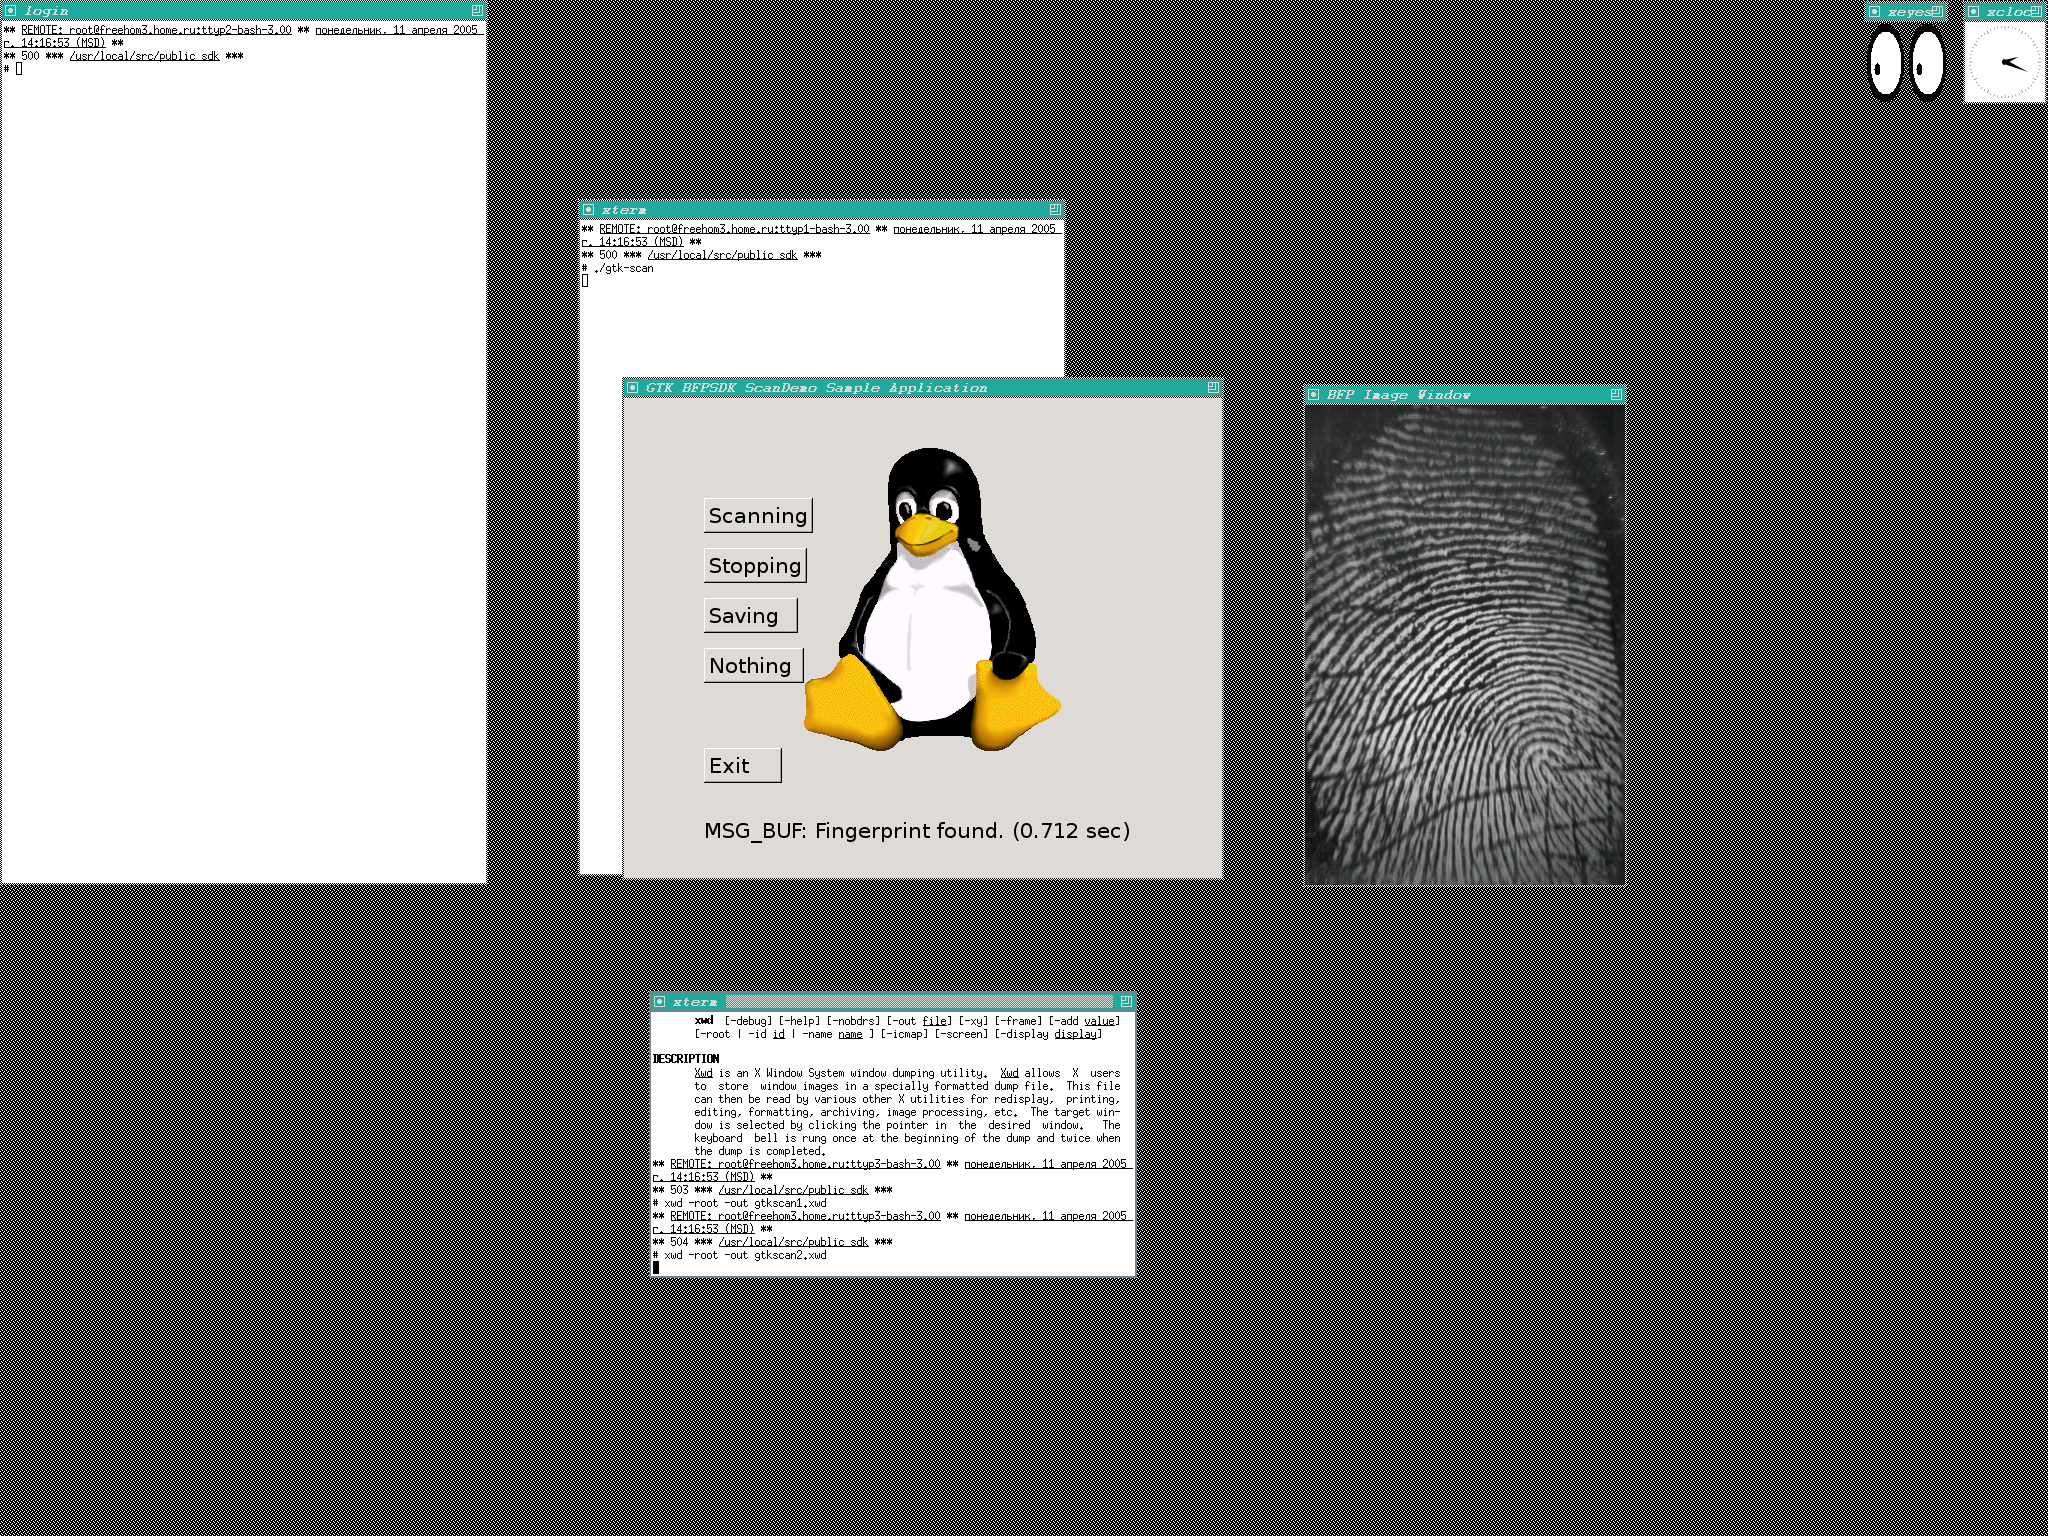 login
** REMOTE: root@freehom3.home.ru:ttyp2-bash-3.00 ** понедельник, 11 апреля 2005
г. 14:16:53 (MSD) **
** 500 *** /usr/local/src/public_sdk ***
#
xeyes
xcloc
xterm
** REMOTE: root@freehom3.home.ru:ttyp1-bash-3.00 ** понедельник, 11 апреля 2005
г. 14:16:53 (MSD) **
** 500 *** /usr/local/src/public_sdk ***
# ./gtk-scan
GTK BFPSDK ScanDemo Sample Application
Scanning
Stopping
Saving
Nothing
Exit
MSG_BUF: Fingerprint found. (0.712 sec)
BFP Image Window
xterm
xwd [-debug] [-help] [-nobdrs] [-out file] [-xy] [-frame] [-add value]
[-root | -id id | -name name ] [-icmap] [-screen] [-display display]
DESCRIPTION
Xwd is an X Window System window dumping utility. Xwd allows X users
to store window images in a specially formatted dump file. This file
can then be read by various other X utilities for redisplay, printing,
editing, formatting, archiving, image processing, etc. The target win-
dow is selected by clicking the pointer in the desired window. The
keyboard bell is rung once at the beginning of the dump and twice when
the dump is completed.
** REMOTE: root@freehom3.home.ru:ttyp3-bash-3.00 ** понедельник, 11 апреля 2005
г. 14:16:53 (MSD) **
** 503 *** /usr/local/src/public_sdk ***
# xwd -root -out gtkscan1.xwd
** REMOTE: root@freehom3.home.ru:ttyp3-bash-3.00 ** понедельник, 11 апреля 2005
г. 14:16:53 (MSD) **
** 504 *** /usr/local/src/public_sdk ***
# xwd -root -out gtkscan2.xwd